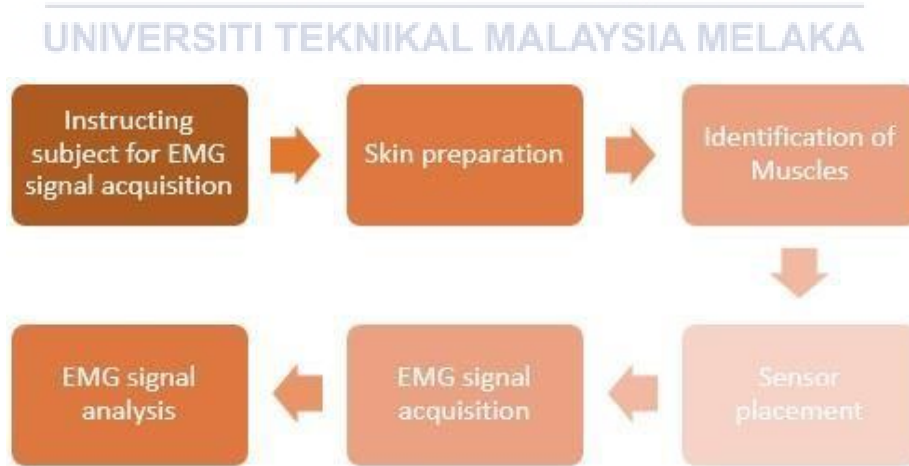 UNIVERSITI TEKNIKAL MALAYSIA MELAKA
Instructing
subject for EMG
signal acquisition
Skin preparation
Identification of
Muscles
Sensor
placement
EMG signal
acquisition
EMG signal
analysis